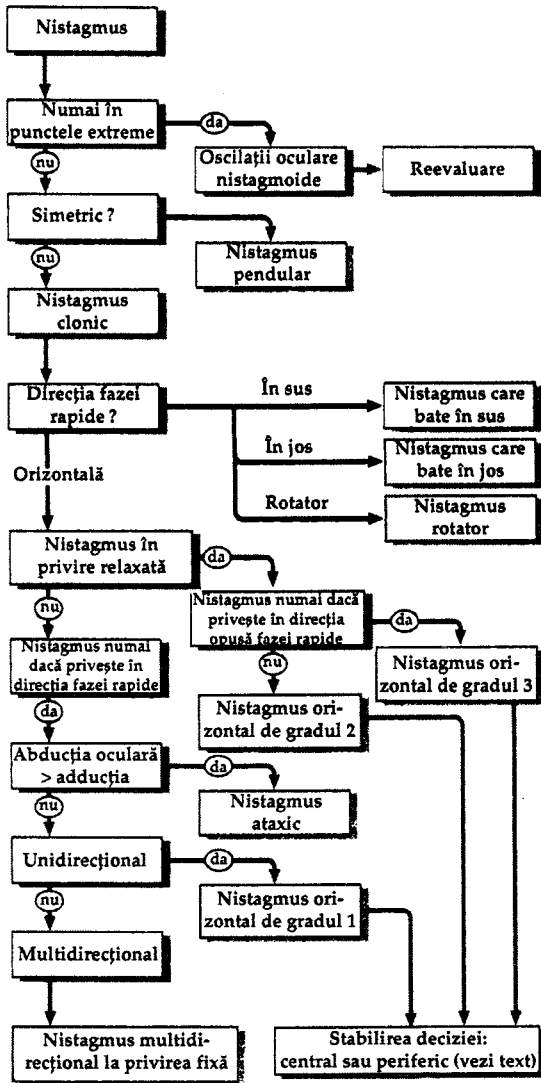 Nistagmus
Numai în
punctele extreme
da
nu
Oscilații oculare
nistagmoide
Reevaluare
Simetric ?
nu
Nistagmus
pendular
Nistagmus
clonic
Direcția fazei
rapide ?
În sus
Nistagmus care
bate în sus
În jos
Nistagmus care
bate în jos
Orizontală
Rotator
Nistagmus
rotator
Nistagmus în
privire relaxată
da
nu
Nistagmus numai dacă
privește în direcția
opusă fazei rapide
da
nu
Nistagmus numai
dacă privește în
direcția fazei rapide
da
Nistagmus ori-
zontal de gradul 3
Nistagmus ori-
zontal de gradul 2
Abducția oculară
> adducția
da
nu
Nistagmus
ataxic
Unidirecțional
da
nu
Nistagmus ori-
zontal de gradul 1
Multidirecțional
Nistagmus multidi-
recțional la privirea fixă
Stabilirea deciziei:
central sau periferic (vezi text)